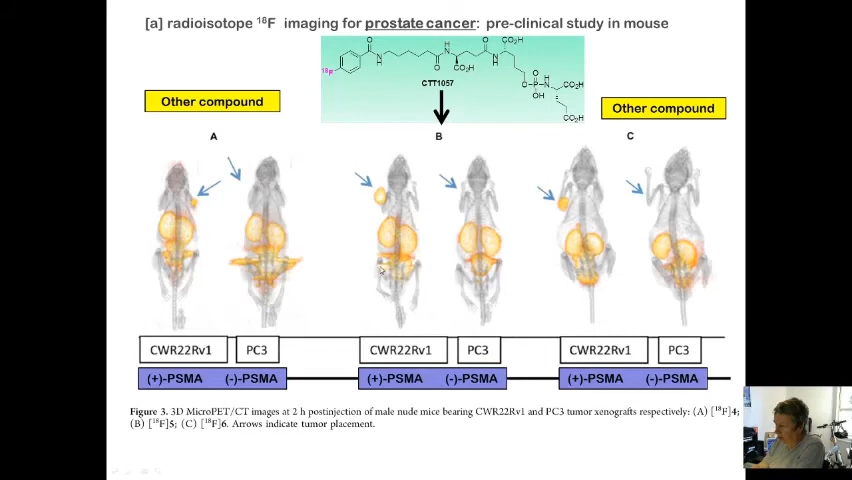 [a] radioisotope ¹⁸F imaging for prostate cancer: pre-clinical study in mouse
O
N
H
O
H
N
CO₂H
O
N
H
CO₂H
O
P
OH
O
H
N
CO₂H
CO₂H
¹⁸F
CTT1057
Other compound
Other compound
A
B
C
CWR22Rv1
PC3
CWR22Rv1
PC3
CWR22Rv1
PC3
(+)-PSMA
(-)-PSMA
(+)-PSMA
(-)-PSMA
(+)-PSMA
(-)-PSMA
Figure 3. 3D MicroPET/CT images at 2 h postinjection of male nude mice bearing CWR22Rv1 and PC3 tumor xenografts respectively: (A) [¹⁸F]4;
(B) [¹⁸F]5; (C) [¹⁸F]6. Arrows indicate tumor placement.